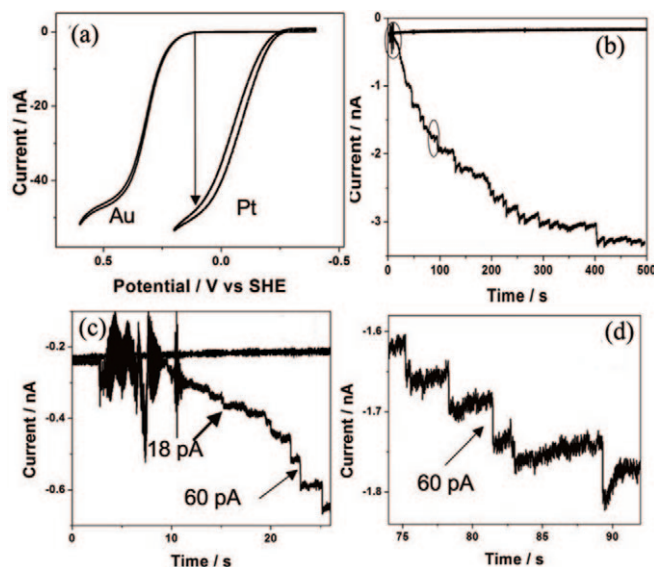 (a)
0
-20
-40
Current / nA
Au
Pt
0.5
0.0
-0.5
Potential / V vs SHE
(b)
0
-1
-2
-3
Current / nA
0
100
200
300
400
500
Time / s
(c)
-0.2
-0.4
-0.6
Current / nA
18 pA
60 pA
0
10
20
Time / s
(d)
-1.6
-1.7
-1.8
Current / nA
60 pA
75
80
85
90
Time / s